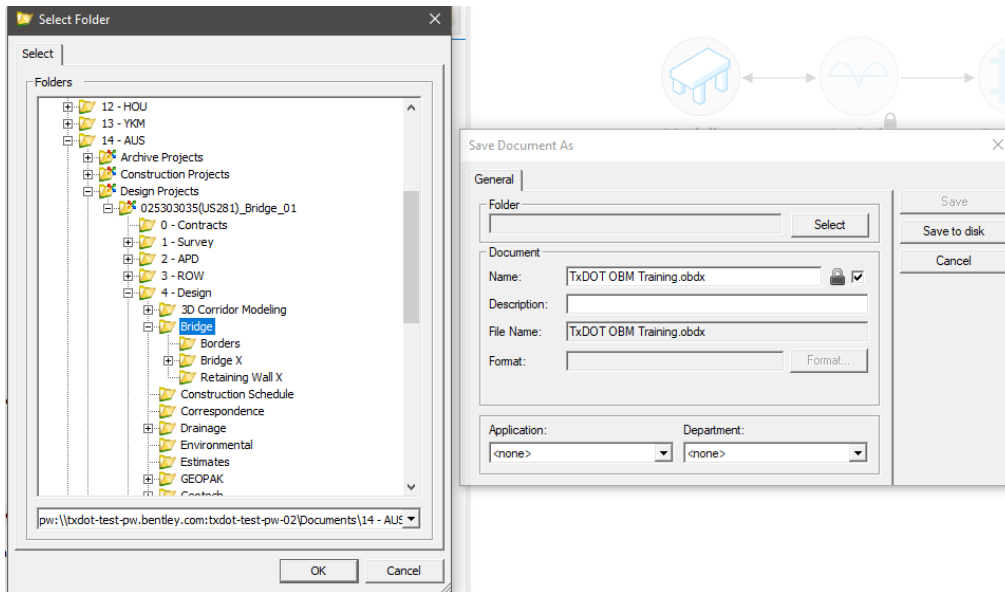 Select Folder
Select
Folders
12 - HOU
13 - YKM
14 - AUS
Archive Projects
Construction Projects
Design Projects
025303035(US281)_Bridge_01
0 - Contracts
1 - Survey
2 - APD
3 - ROW
4 - Design
3D Corridor Modeling
Bridge
Borders
Bridge X
Retaining Wall X
Construction Schedule
Correspondence
Drainage
Environmental
Estimates
GEOPAK
Geotech
pw:\\txdot-test-pw.bentley.com:txdot-test-pw-02\Documents\14 - AUS
OK Cancel
Save Document As
General
Folder
Select
Document
Name: TxDOT OBM Training.obdx
Description:
File Name: TxDOT OBM Training.obdx
Format: Format...
Application: Department:
<none> <none>
Save
Save to disk
Cancel